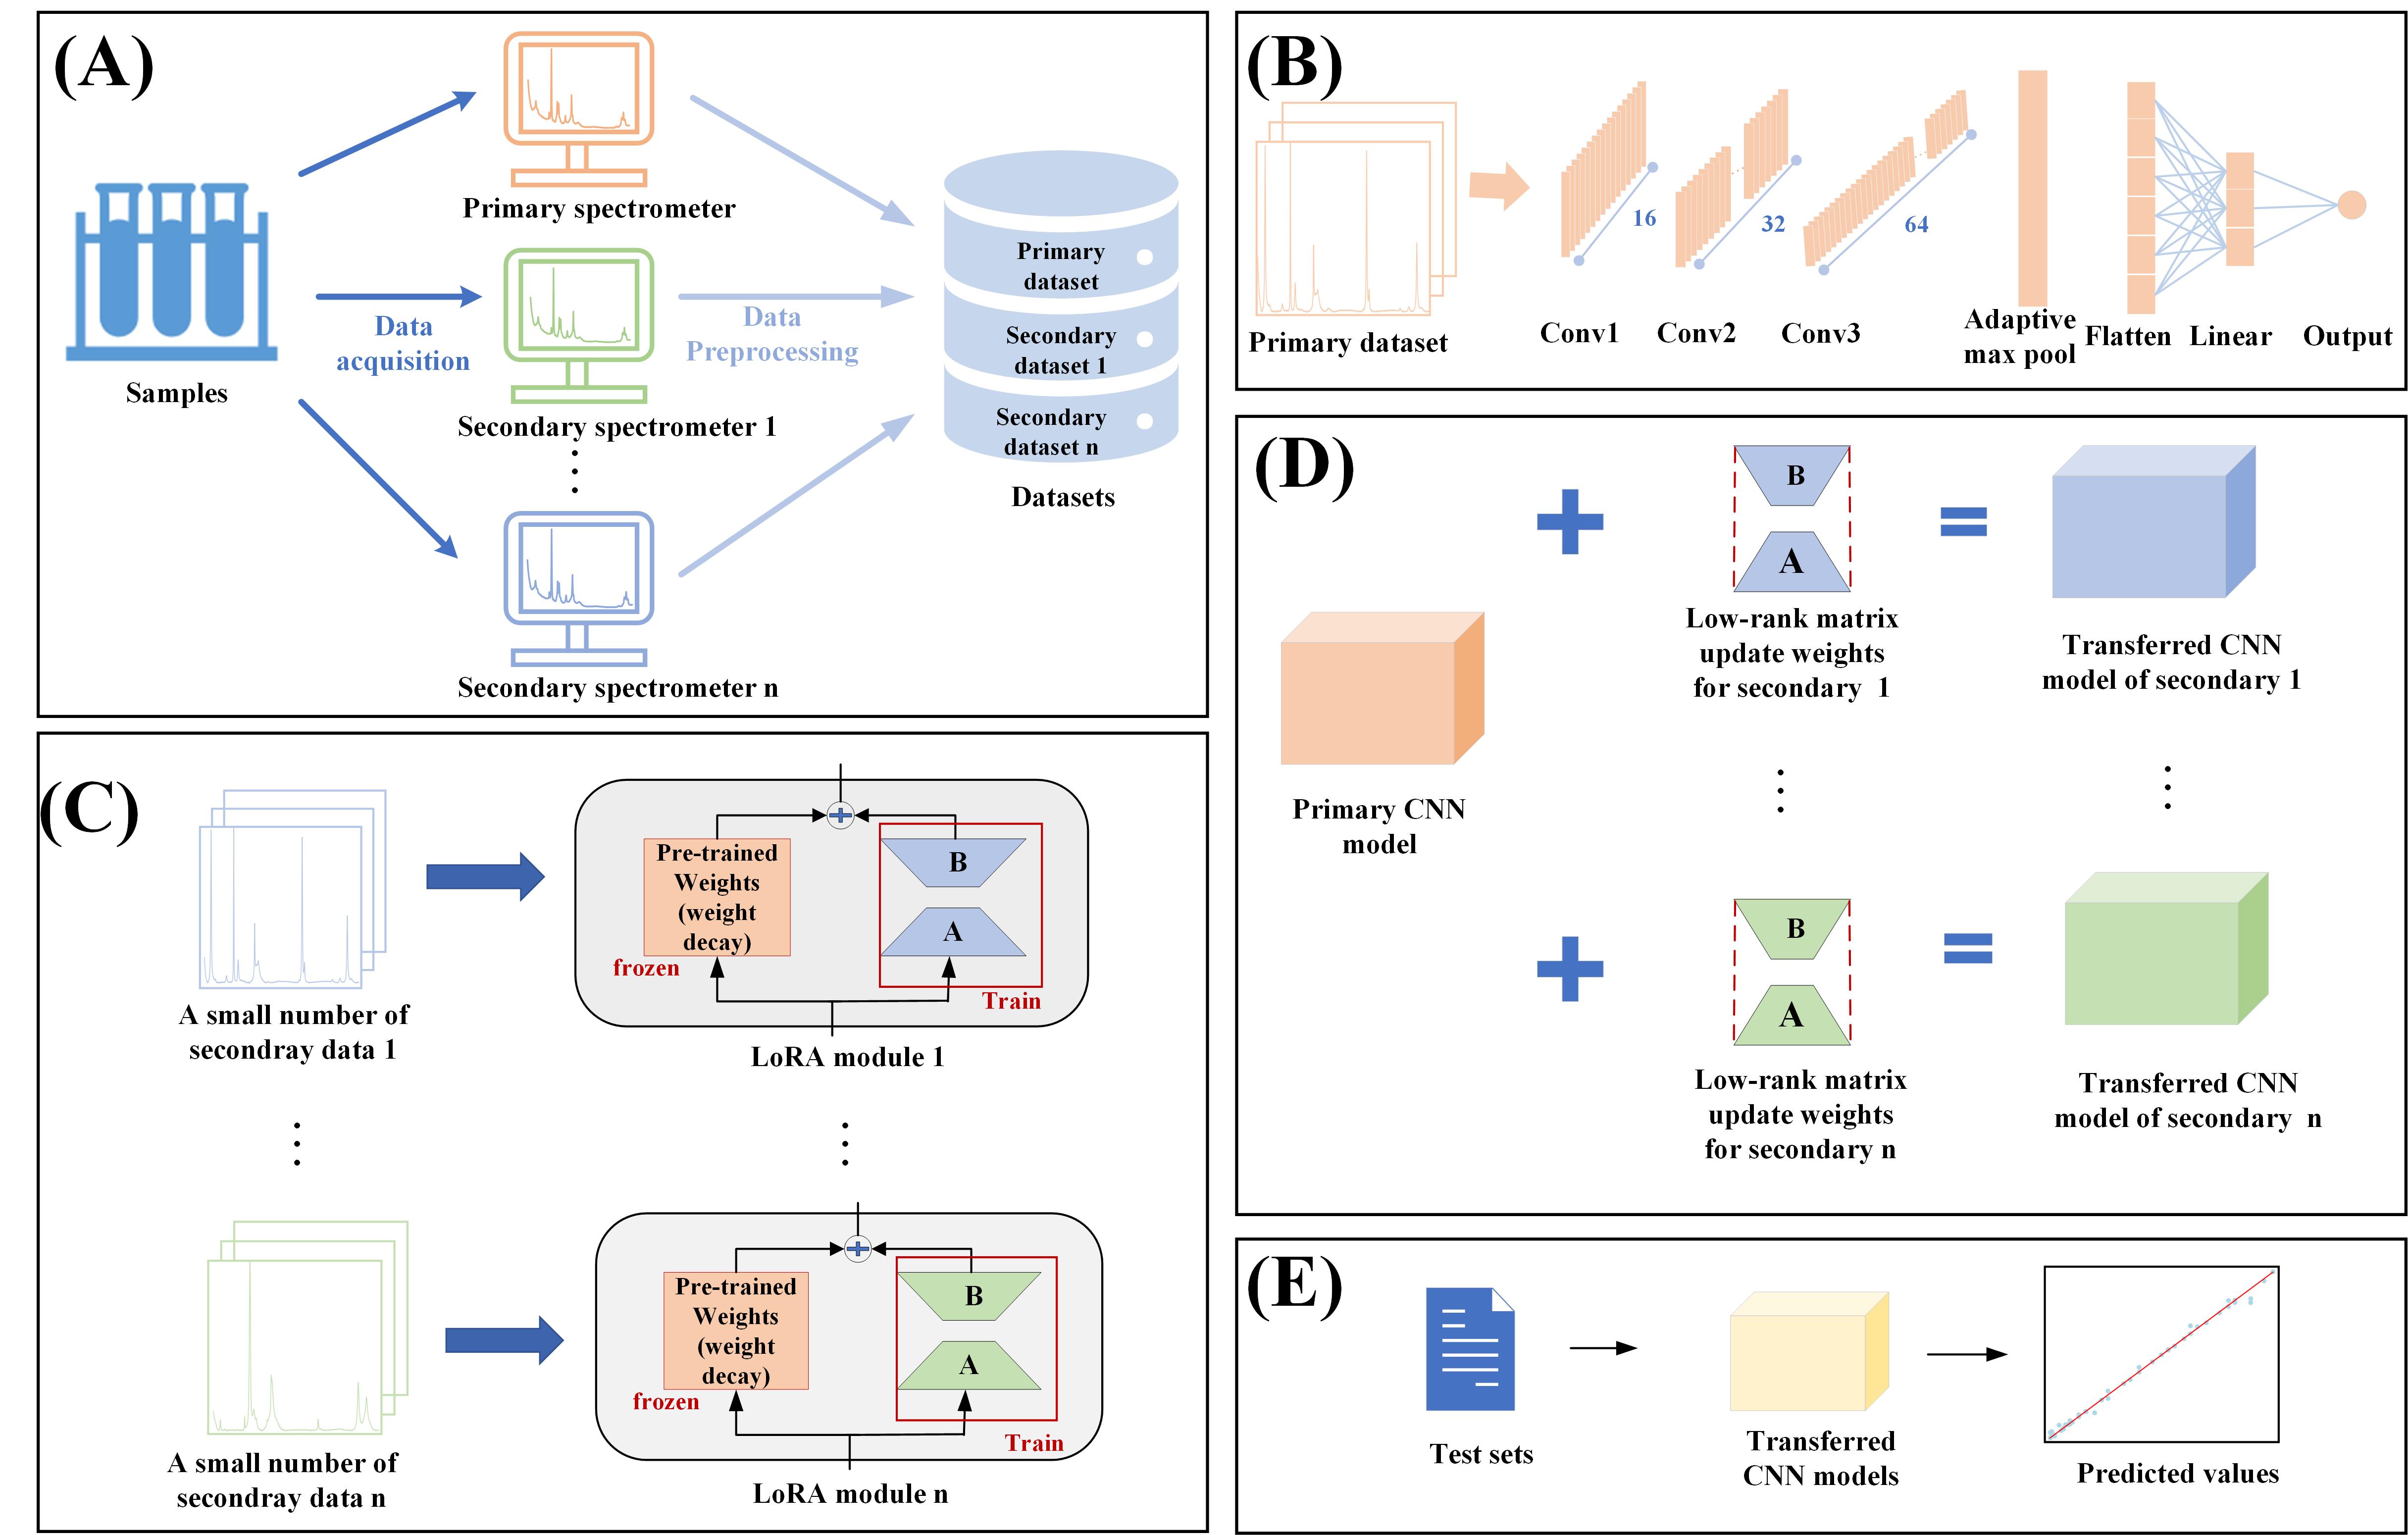 (A)
Samples
Data
acquisition
Primary spectrometer
Secondary spectrometer 1
Secondary spectrometer n
Data
Preprocessing
Primary
dataset
Secondary
dataset 1
Secondary
dataset n
Datasets
(B)
Primary dataset
16
Conv1
32
Conv2
64
Conv3
Adaptive
max pool
Flatten
Linear
Output
(C)
A small number of
secondray data 1
Pre-trained
Weights
(weight
decay)
frozen
B
A
Train
LoRA module 1
A small number of
secondray data n
Pre-trained
Weights
(weight
decay)
frozen
B
A
Train
LoRA module n
(D)
Primary CNN
model
B
A
Low-rank matrix
update weights
for secondary 1
Transferred CNN
model of secondary 1
B
A
Low-rank matrix
update weights
for secondary n
Transferred CNN
model of secondary n
(E)
Test sets
Transferred
CNN models
Predicted values